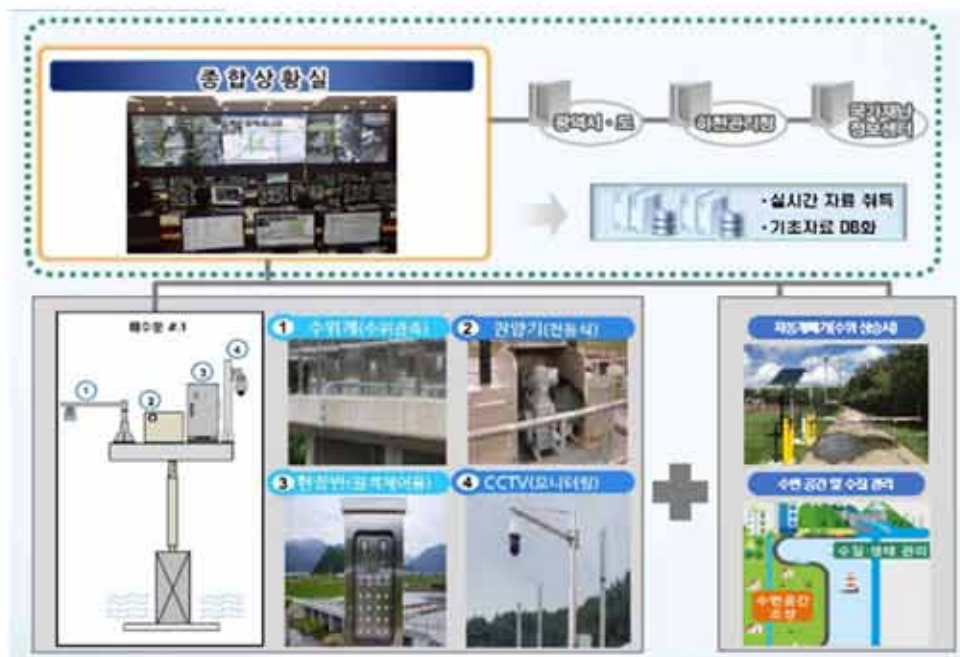 종합상황실
광역시·도
하천관리청
국가재난
정보센터
·실시간 자료 취득
·기초자료 DB화
배수문 #.1
1
2
3
4
1 수위계(수위관측)
2 권양기(전동식)
3 현장반(원격제어용)
4 CCTV(모니터링)
자동개폐기(수위 상승시)
수변 공간 및 수질 관리
수질·생태 관리
수변공간
조성